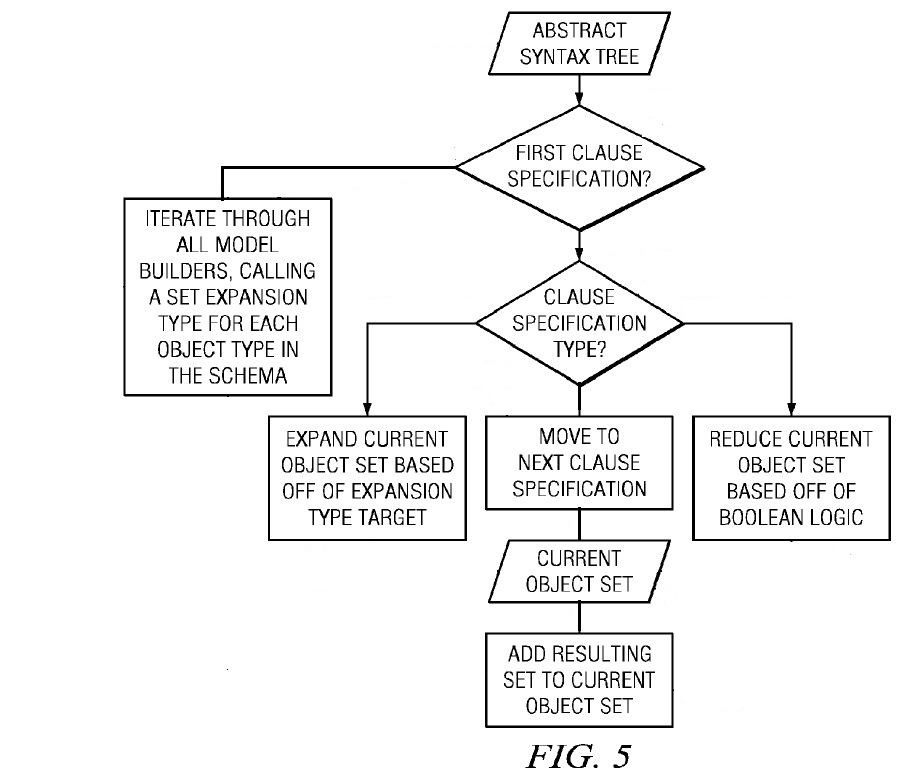 ABSTRACT
SYNTAX TREE
FIRST CLAUSE
SPECIFICATION?
ITERATE THROUGH
ALL MODEL
BUILDERS, CALLING
A SET EXPANSION
TYPE FOR EACH
OBJECT TYPE IN
THE SCHEMA
CLAUSE
SPECIFICATION
TYPE?
EXPAND CURRENT
OBJECT SET BASED
OFF OF EXPANSION
TYPE TARGET
MOVE TO
NEXT CLAUSE
SPECIFICATION
REDUCE CURRENT
OBJECT SET
BASED OFF OF
BOOLEAN LOGIC
CURRENT
OBJECT SET
ADD RESULTING
SET TO CURRENT
OBJECT SET
FIG. 5